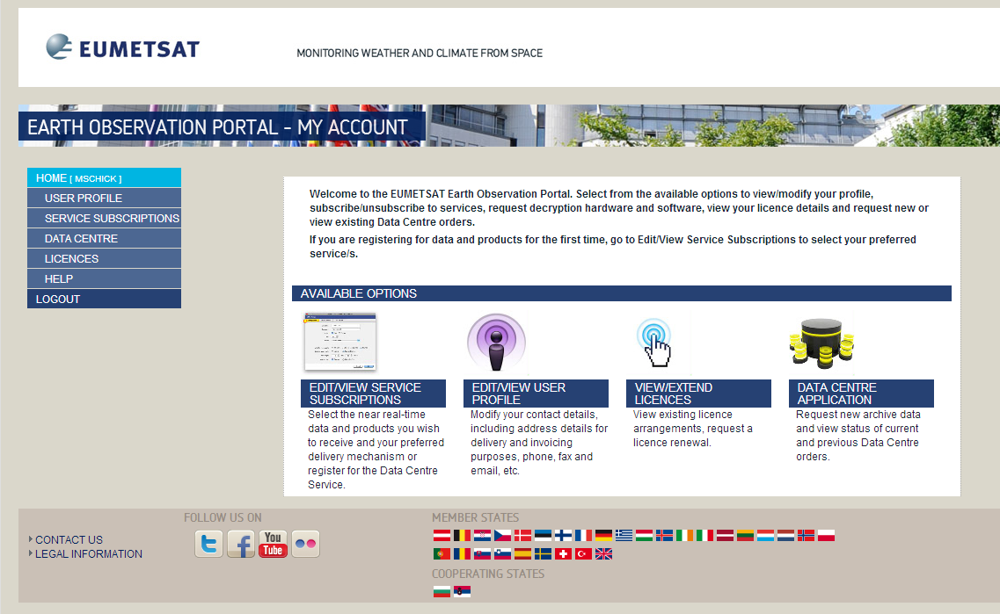 EUMETSAT
MONITORING WEATHER AND CLIMATE FROM SPACE
EARTH OBSERVATION PORTAL - MY ACCOUNT
HOME [ MSCHICK ]
USER PROFILE
SERVICE SUBSCRIPTIONS
DATA CENTRE
LICENCES
HELP
LOGOUT
Welcome to the EUMETSAT Earth Observation Portal. Select from the available options to view/modify your profile,
subscribe/unsubscribe to services, request decryption hardware and software, view your licence details and request new or
view existing Data Centre orders.
If you are registering for data and products for the first time, go to Edit/View Service Subscriptions to select your preferred
service/s.
AVAILABLE OPTIONS
EDIT/VIEW SERVICE
SUBSCRIPTIONS
Select the near real-time
data and products you wish
to receive and your preferred
delivery mechanism or
register for the Data Centre
Service.
EDIT/VIEW USER
PROFILE
Modify your contact details,
including address details for
delivery and invoicing
purposes, phone, fax and
email, etc.
VIEW/EXTEND
LICENCES
View existing licence
arrangements, request a
licence renewal.
DATA CENTRE
APPLICATION
Request new archive data
and view status of current
and previous Data Centre
orders.
CONTACT US
LEGAL INFORMATION
FOLLOW US ON
You
Tube
MEMBER STATES
COOPERATING STATES